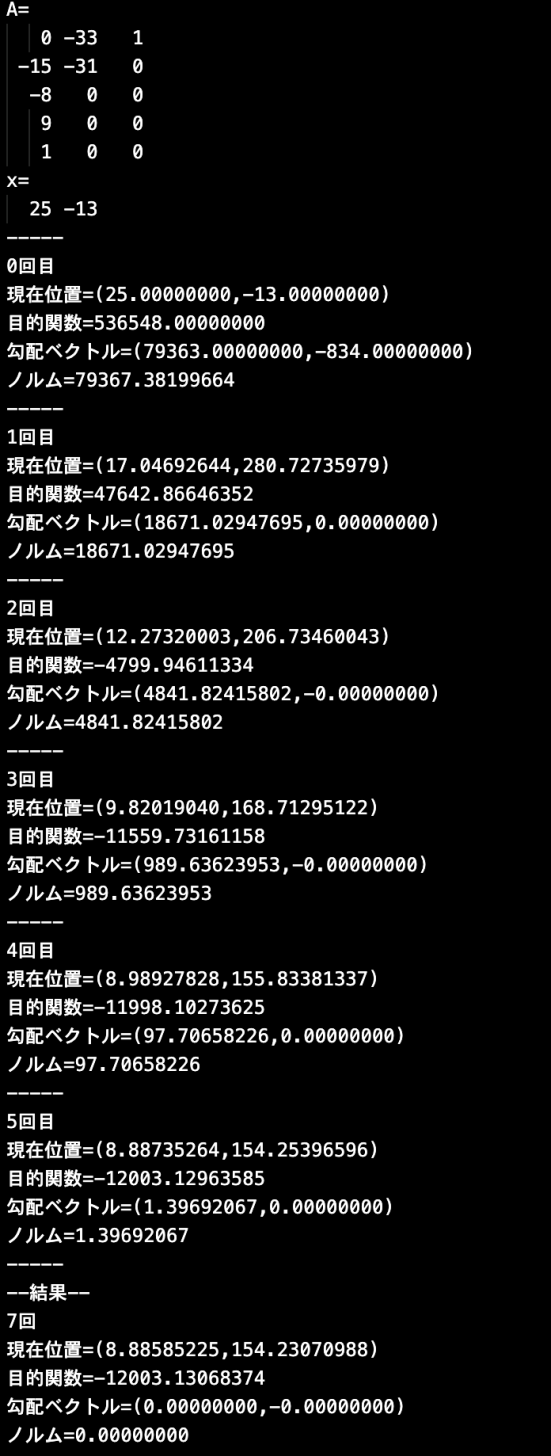 A=
0 -33 1
-15 -31 0
-8 0 0
9 0 0
1 0 0
x=
25 -13
-----
0回目
現在位置=(25.00000000,-13.00000000)
目的関数=536548.00000000
勾配ベクトル=(79363.00000000,-834.00000000)
ノルム=79367.38199664
-----
1回目
現在位置=(17.04692644,280.72735979)
目的関数=47642.86646352
勾配ベクトル=(18671.02947695,0.00000000)
ノルム=18671.02947695
-----
2回目
現在位置=(12.27320003,206.73460043)
目的関数=-4799.94611334
勾配ベクトル=(4841.82415802,-0.00000000)
ノルム=4841.82415802
-----
3回目
現在位置=(9.82019040,168.71295122)
目的関数=-11559.73161158
勾配ベクトル=(989.63623953,-0.00000000)
ノルム=989.63623953
-----
4回目
現在位置=(8.98927828,155.83381337)
目的関数=-11998.10273625
勾配ベクトル=(97.70658226,0.00000000)
ノルム=97.70658226
-----
5回目
現在位置=(8.88735264,154.25396596)
目的関数=-12003.12963585
勾配ベクトル=(1.39692067,0.00000000)
ノルム=1.39692067
-----
--結果--
7回
現在位置=(8.88585225,154.23070988)
目的関数=-12003.13068374
勾配ベクトル=(0.00000000,-0.00000000)
ノルム=0.00000000